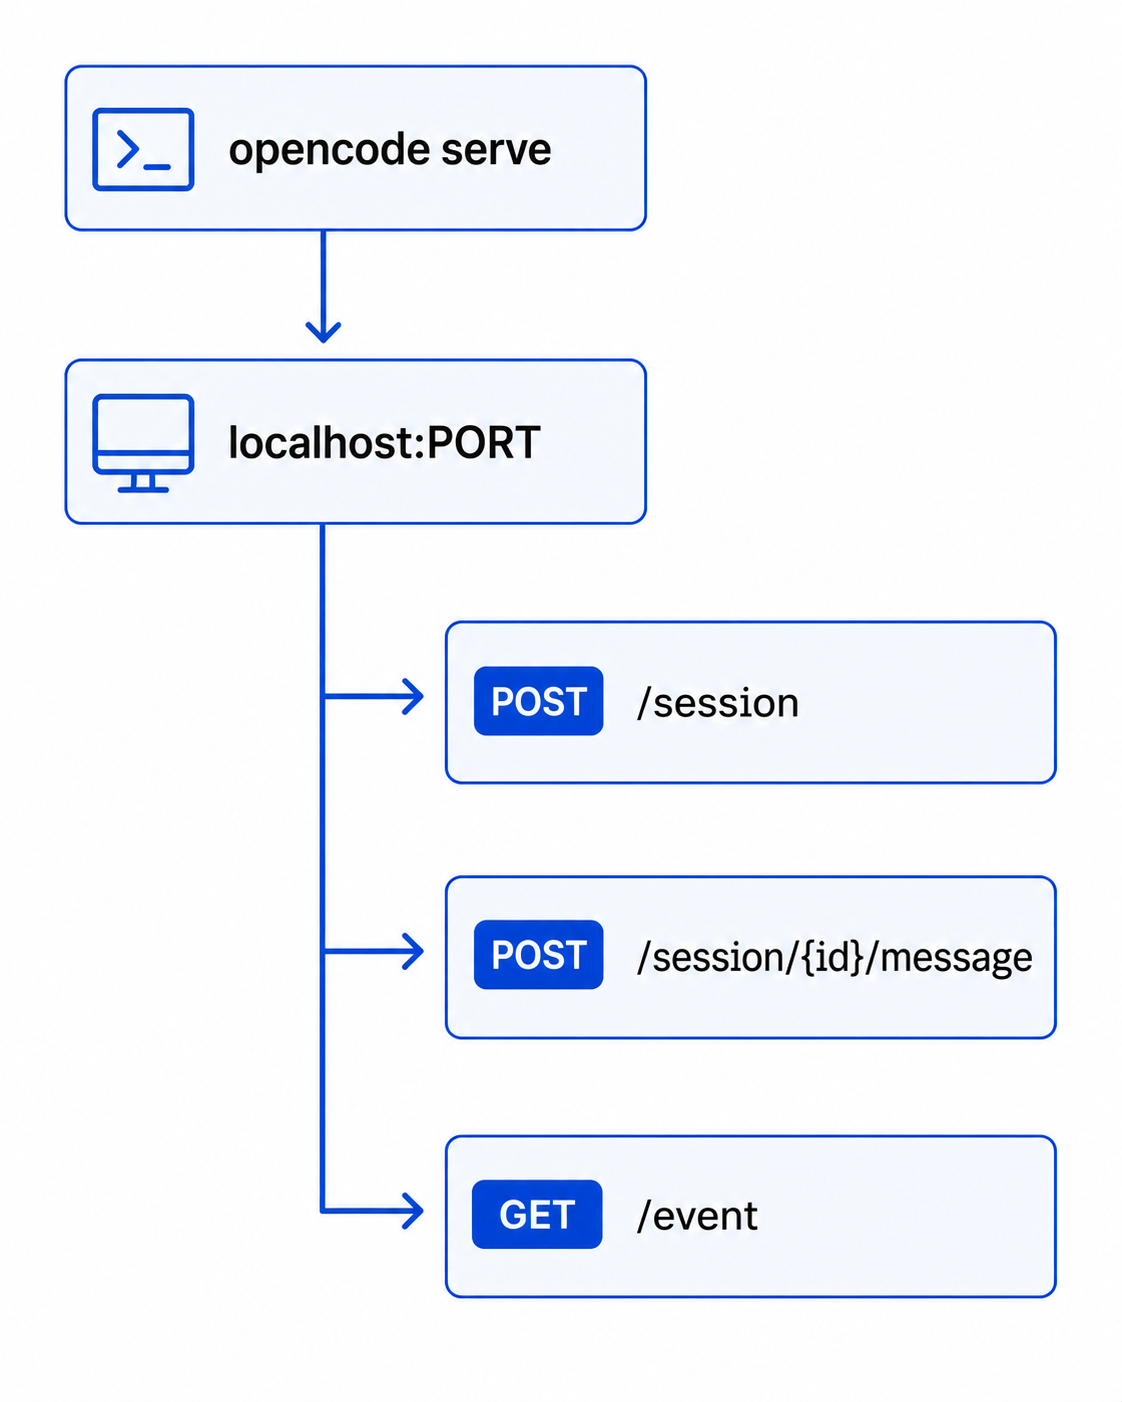 opencode serve
localhost:PORT
POST /session
POST /session/{id}/message
GET /event